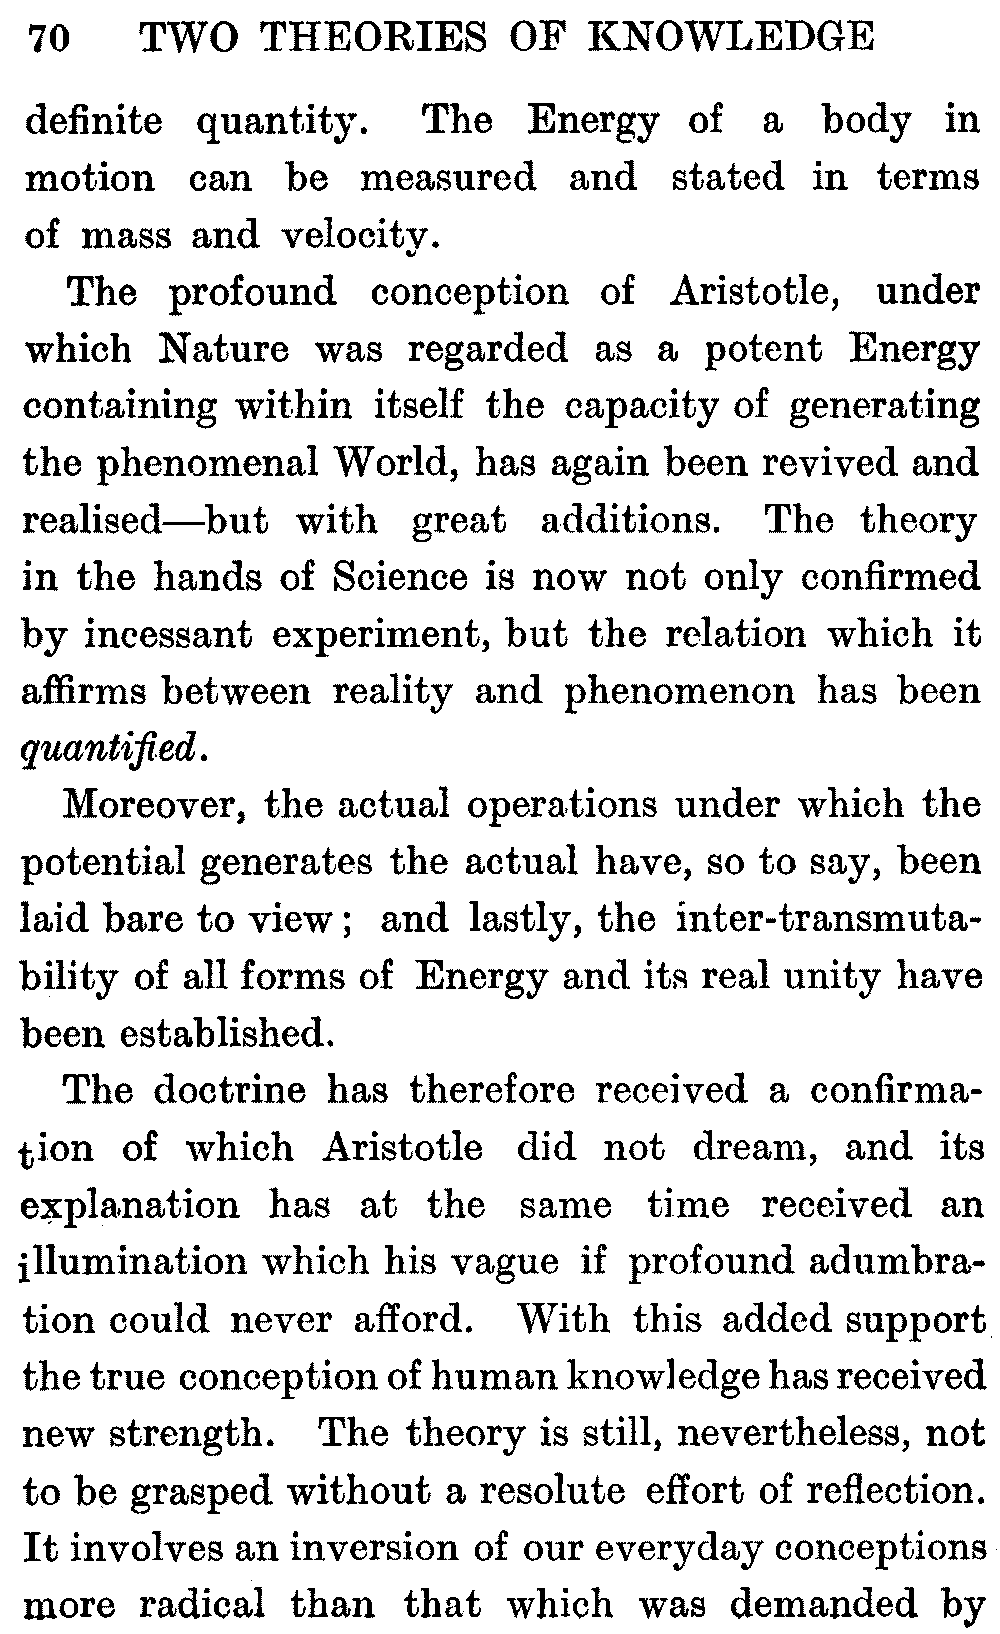 70 TWO THEORIES OF KNOWLEDGE
definite quantity. The Energy of a body in
motion can be measured and stated in terms
of mass and velocity.
The profound conception of Aristotle, under
which Nature was regarded as a potent Energy
containing within itself the capacity of generating
the phenomenal World, has again been revived and
realised—but with great additions. The theory
in the hands of Science is now not only confirmed
by incessant experiment, but the relation which it
affirms between reality and phenomenon has been
quantified.
Moreover, the actual operations under which the
potential generates the actual have, so to say, been
laid bare to view; and lastly, the inter-transmuta-
bility of all forms of Energy and its real unity have
been established.
The doctrine has therefore received a confirma-
tion of which Aristotle did not dream, and its
explanation has at the same time received an
illumination which his vague if profound adumbra-
tion could never afford. With this added support
the true conception of human knowledge has received
new strength. The theory is still, nevertheless, not
to be grasped without a resolute effort of reflection.
It involves an inversion of our everyday conceptions
more radical than that which was demanded by